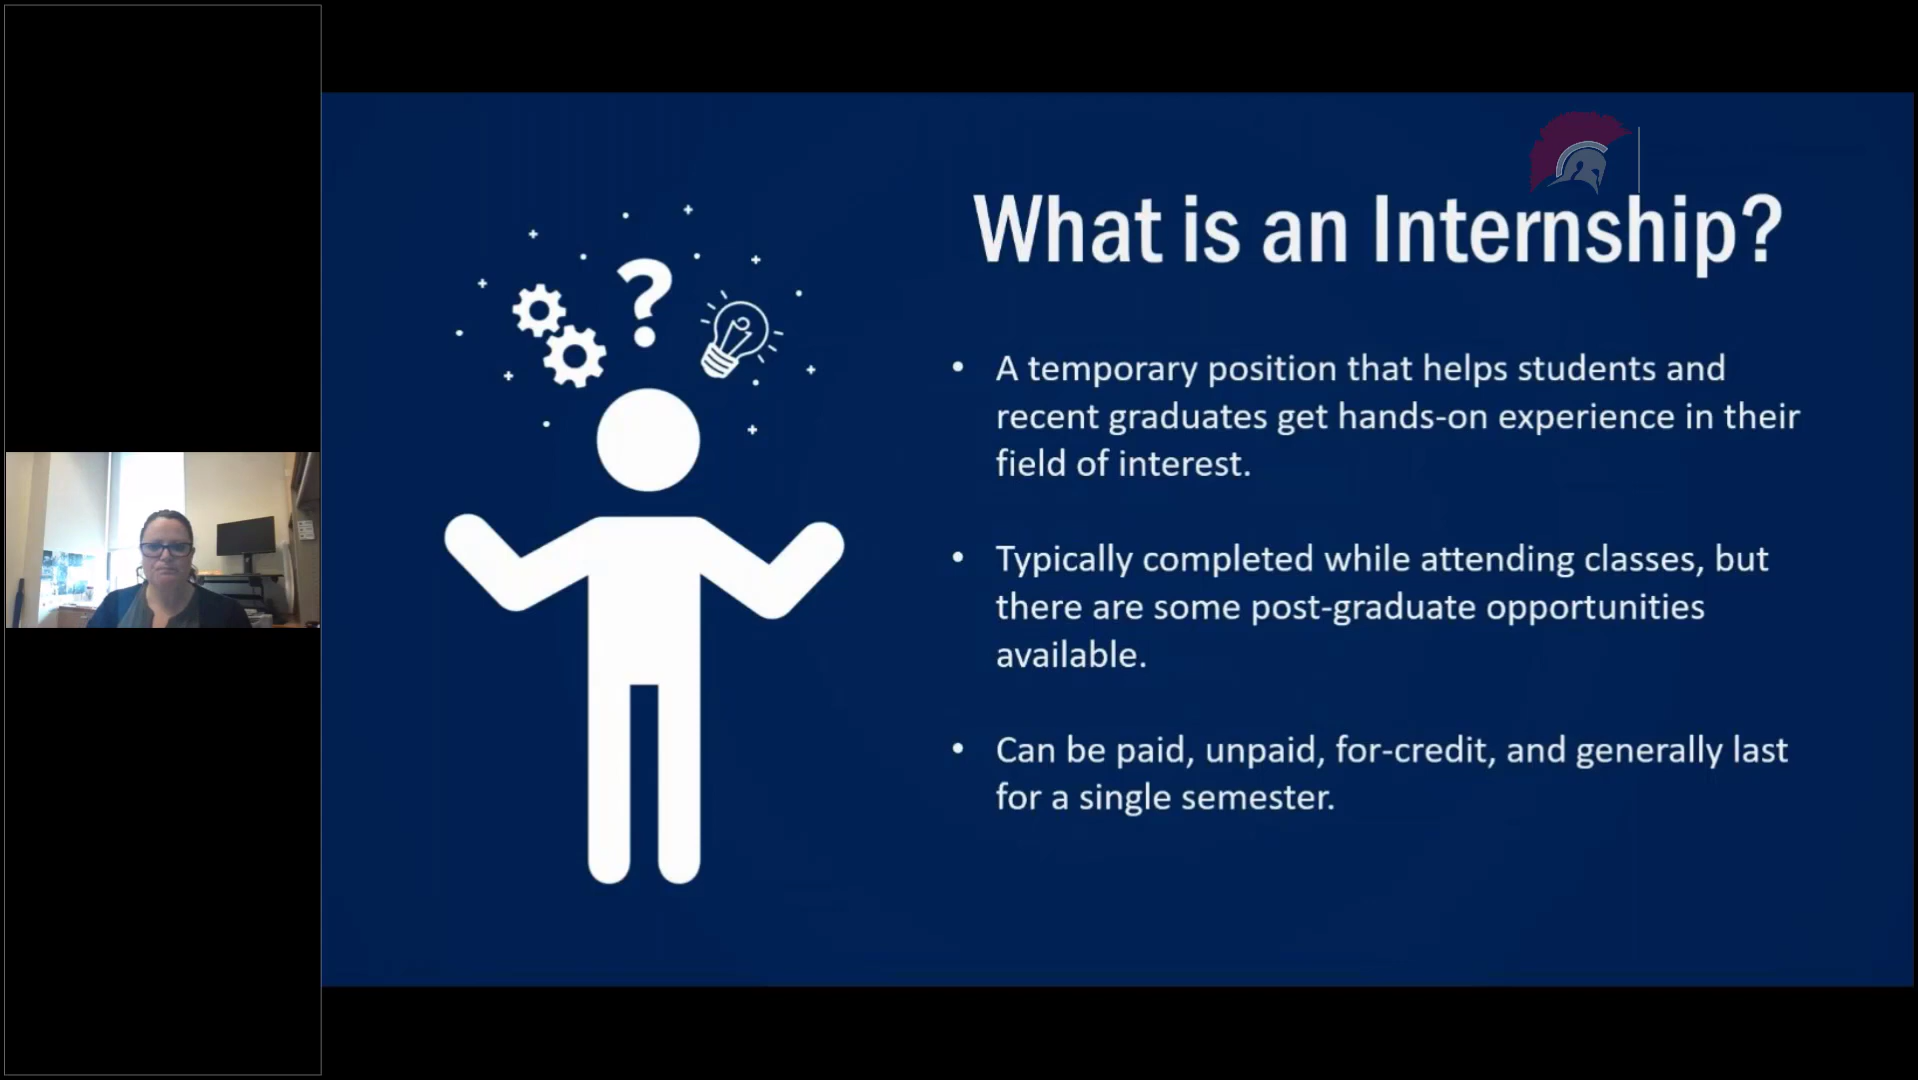 What is an Internship?
• A temporary position that helps students and
recent graduates get hands-on experience in their
field of interest.
• Typically completed while attending classes, but
there are some post-graduate opportunities
available.
• Can be paid, unpaid, for-credit, and generally last
for a single semester.
?